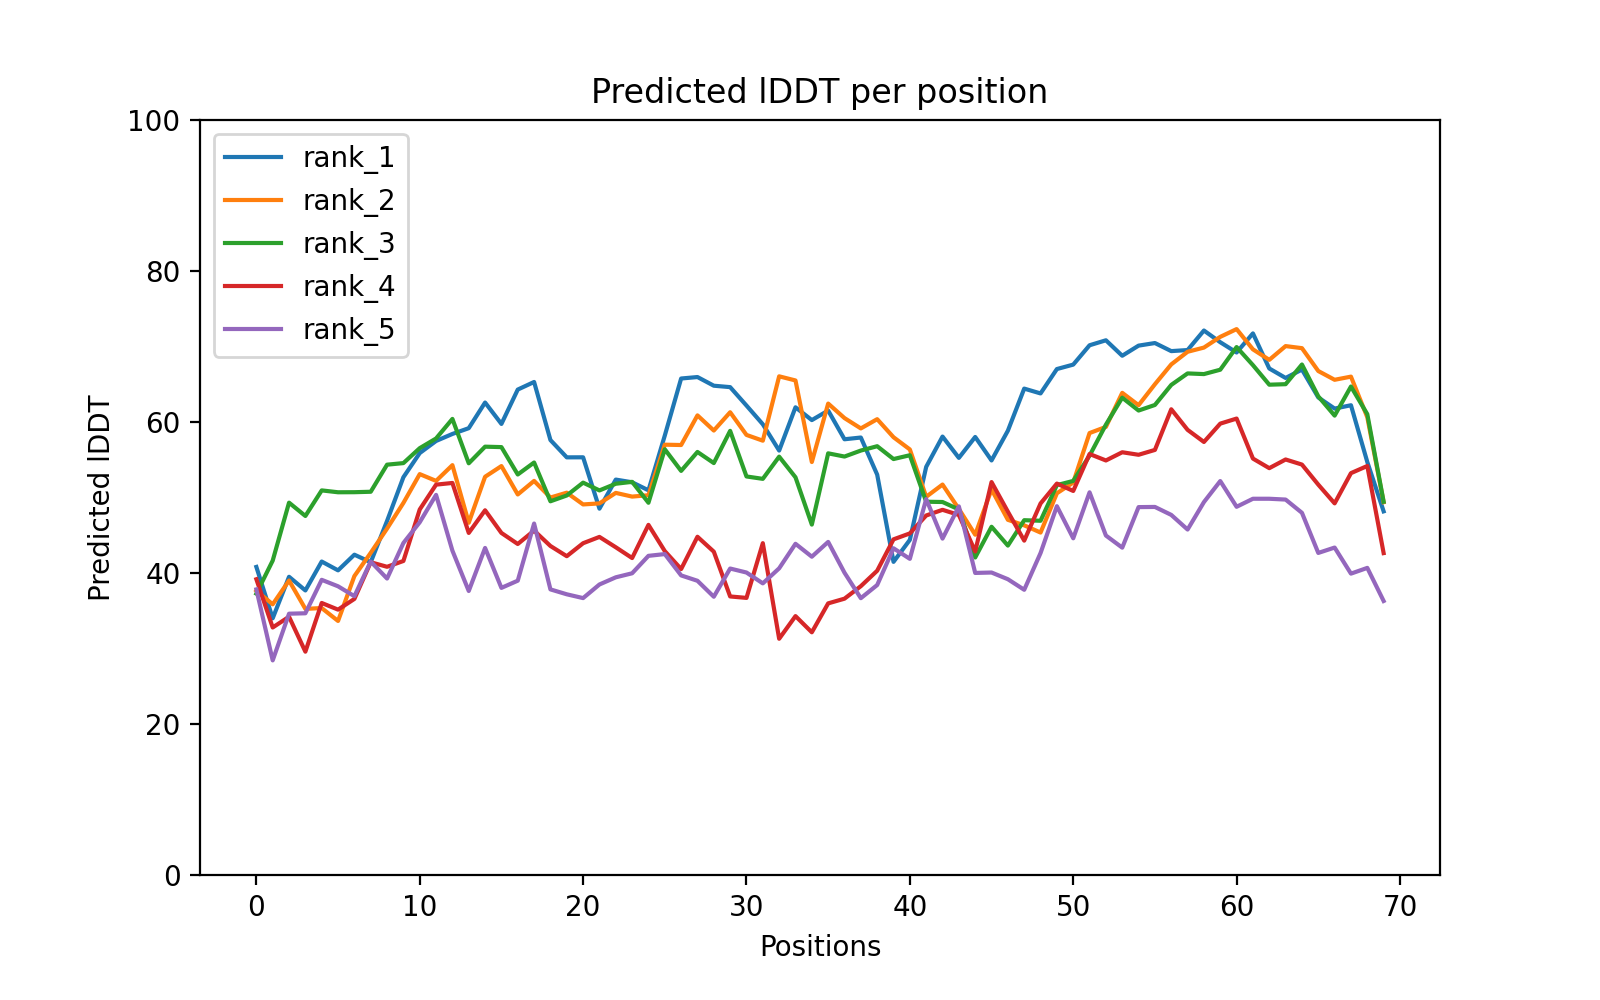 Predicted lDDT per position
100
80
60
40
20
0
Predicted lDDT
rank_1
rank_2
rank_3
rank_4
rank_5
0 10 20 30 40 50 60 70
Positions